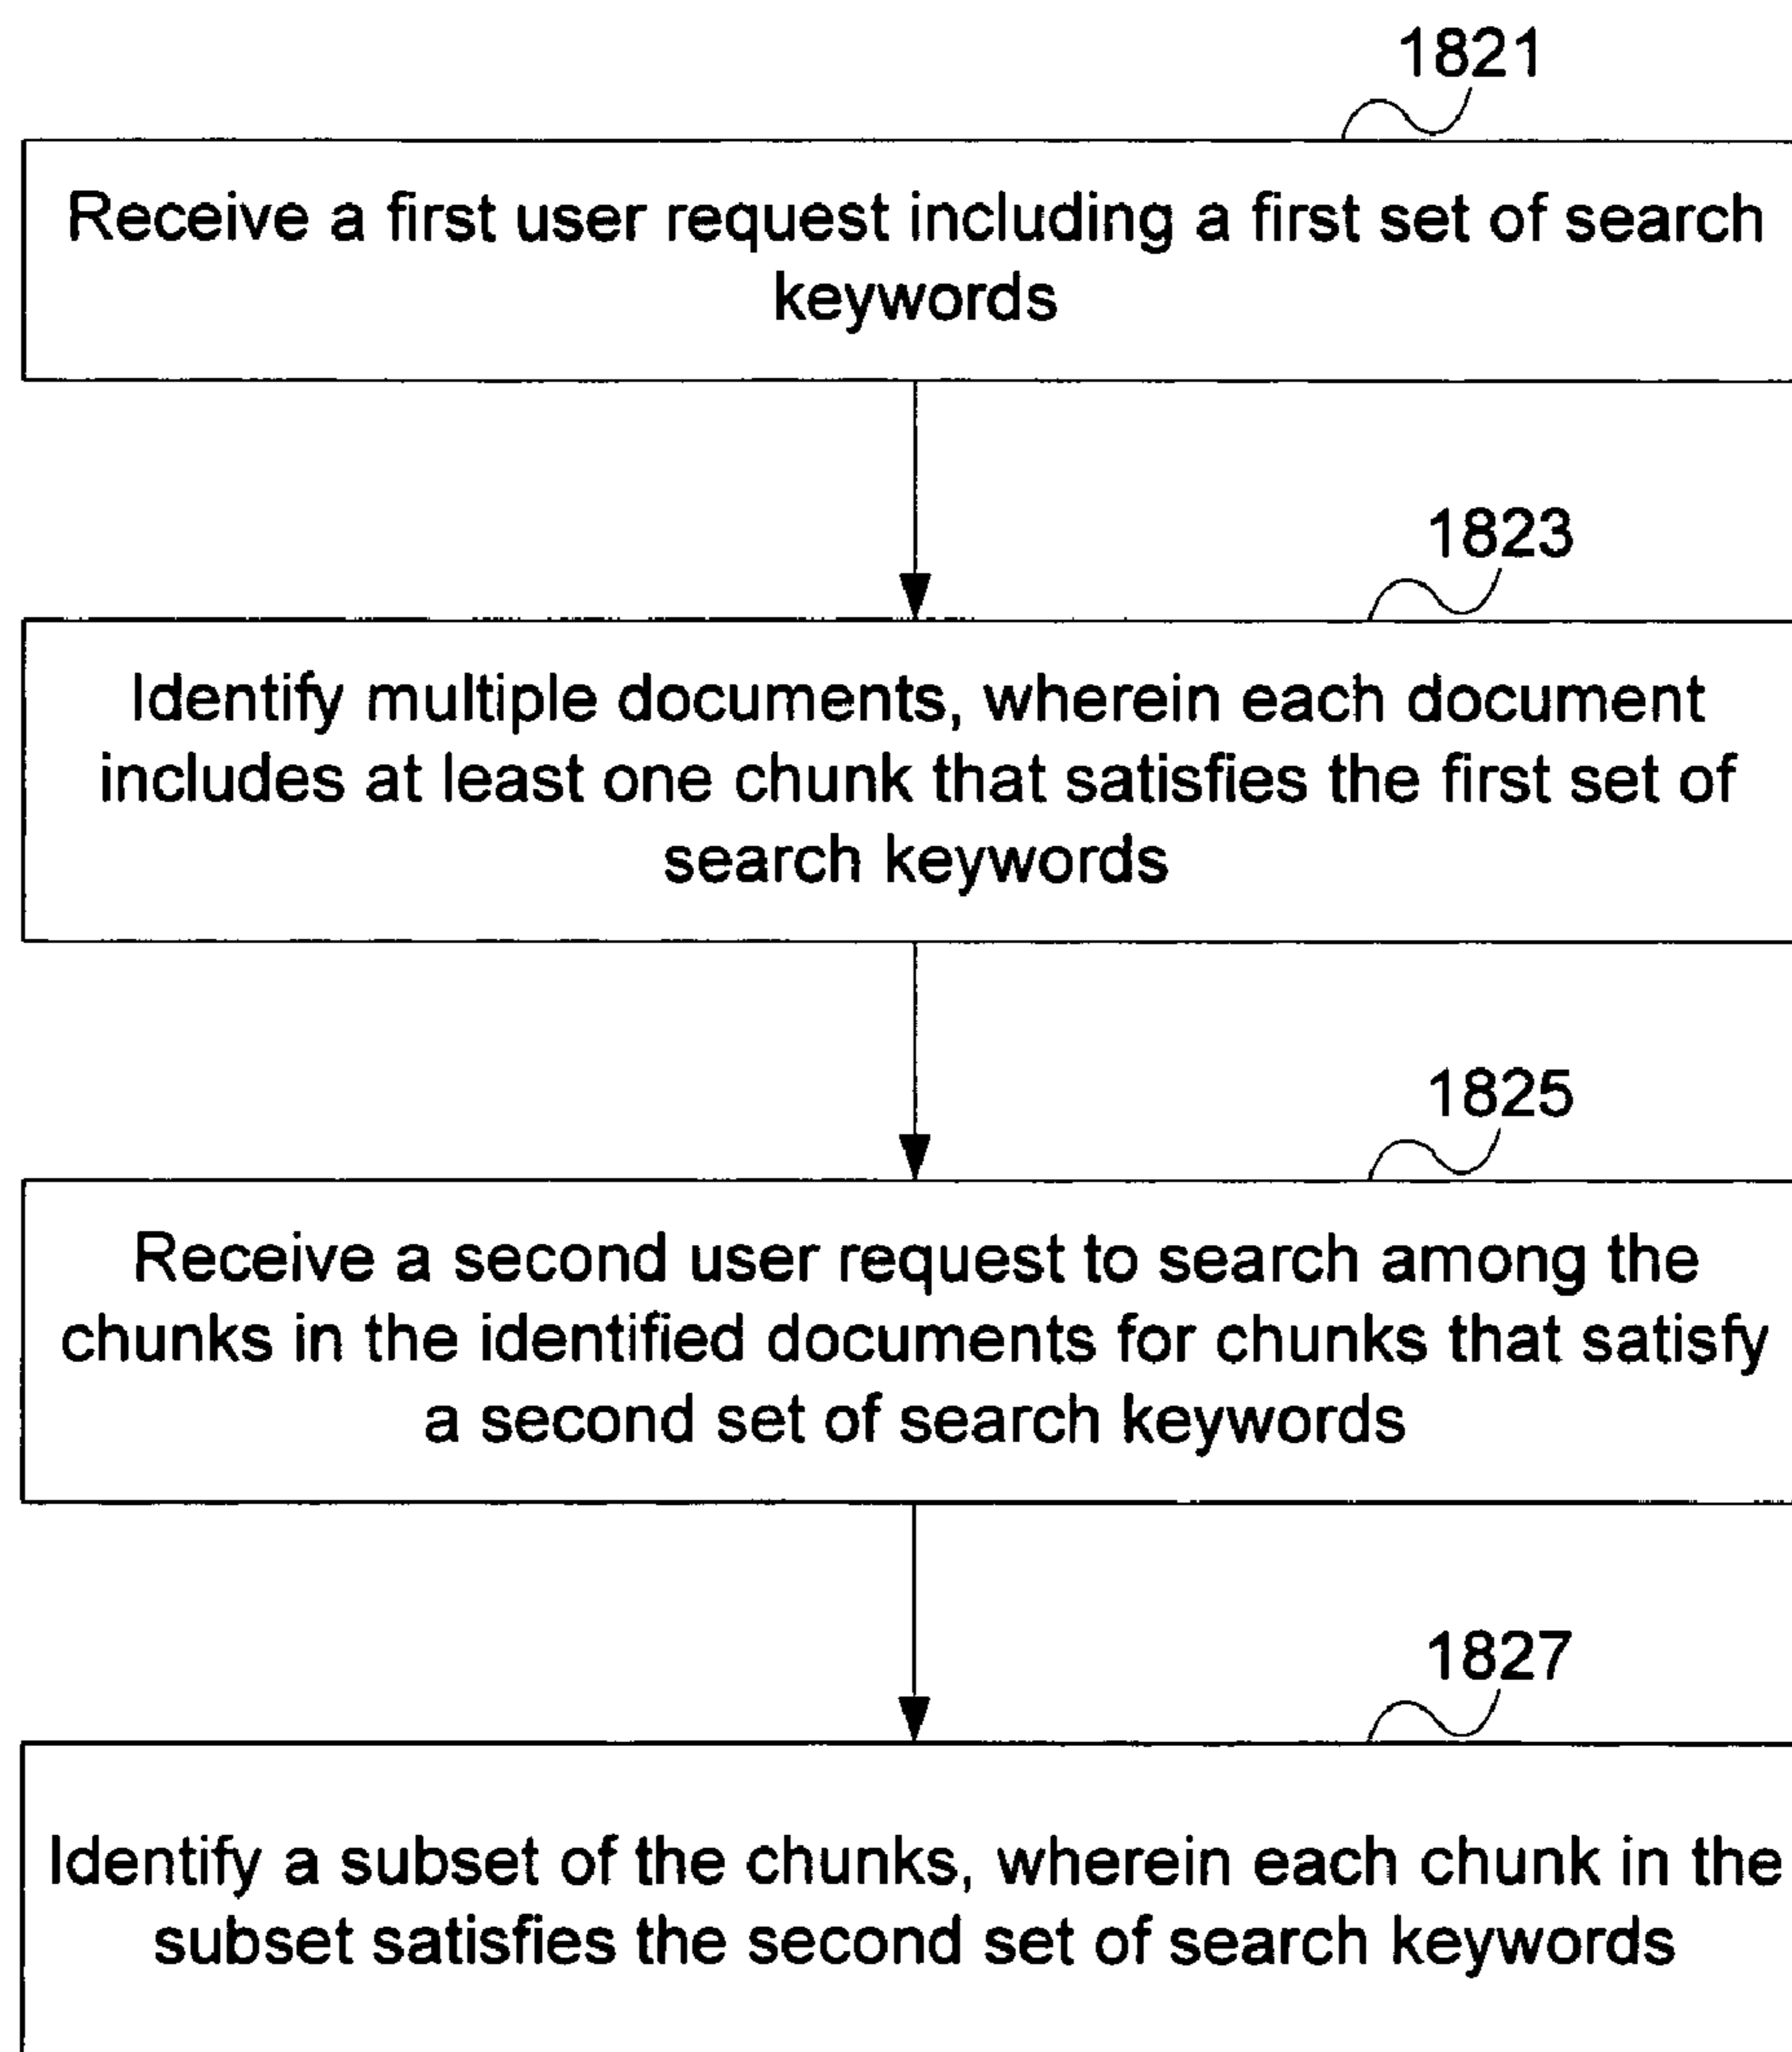 1821
Receive a first user request including a first set of search
keywords
1823
Identify multiple documents, wherein each document
includes at least one chunk that satisfies the first set of
search keywords
1825
Receive a second user request to search among the
chunks in the identified documents for chunks that satisfy
a second set of search keywords
1827
Identify a subset of the chunks, wherein each chunk in the
subset satisfies the second set of search keywords